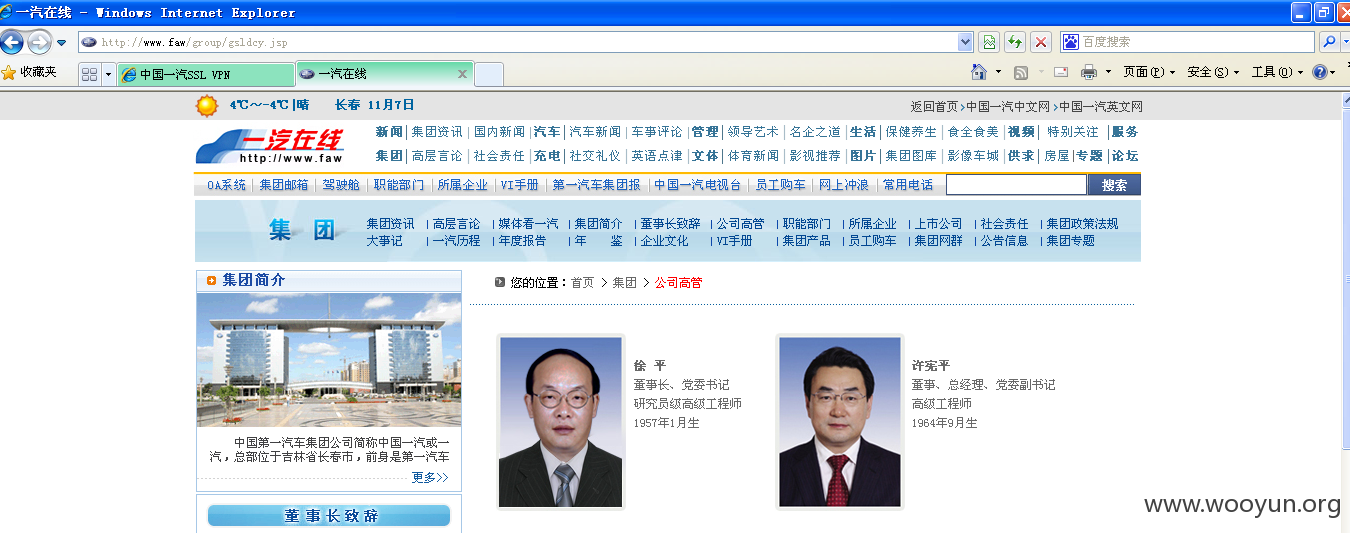 一汽在线 - Windows Internet Explorer
http://www.faw/group/gsldcy.jsp
百度搜索
收藏夹
中国一汽SSL VPN
一汽在线
页面(P)
安全(S)
工具(O)
4℃~-4℃|晴 长春 11月7日
返回首页>中国一汽中文网>中国一汽英文网
一汽在线
http://www.faw
新闻|集团资讯|国内新闻|汽车|汽车新闻|车事评论|管理|领导艺术|名企之道|生活|保健养生|食全食美|视频|特别关注|服务
集团|高层言论|社会责任|充电|社交礼仪|英语点津|文体|体育新闻|影视推荐|图片|集团图库|影像车城|供求|房屋|专题|论坛
OA系统|集团邮箱|驾驶舱|职能部门|所属企业|VI手册|第一汽车集团报|中国一汽电视台|员工购车|网上冲浪|常用电话
搜索
集 团
集团资讯|高层言论|媒体看一汽|集团简介|董事长致辞|公司高管|职能部门|所属企业|上市公司|社会责任|集团政策法规
大事记|一汽历程|年度报告|年 鉴|企业文化|VI手册|集团产品|员工购车|集团网群|公告信息|集团专题
集团简介
中国第一汽车集团公司简称中国一汽或一
汽，总部位于吉林省长春市，前身是第一汽车
更多>>
董事长致辞
您的位置：首页 > 集团 > 公司高管
徐 平
董事长、党委书记
研究员级高级工程师
1957年1月生
许宪平
董事、总经理、党委副书记
高级工程师
1964年9月生
www.wooyun.org